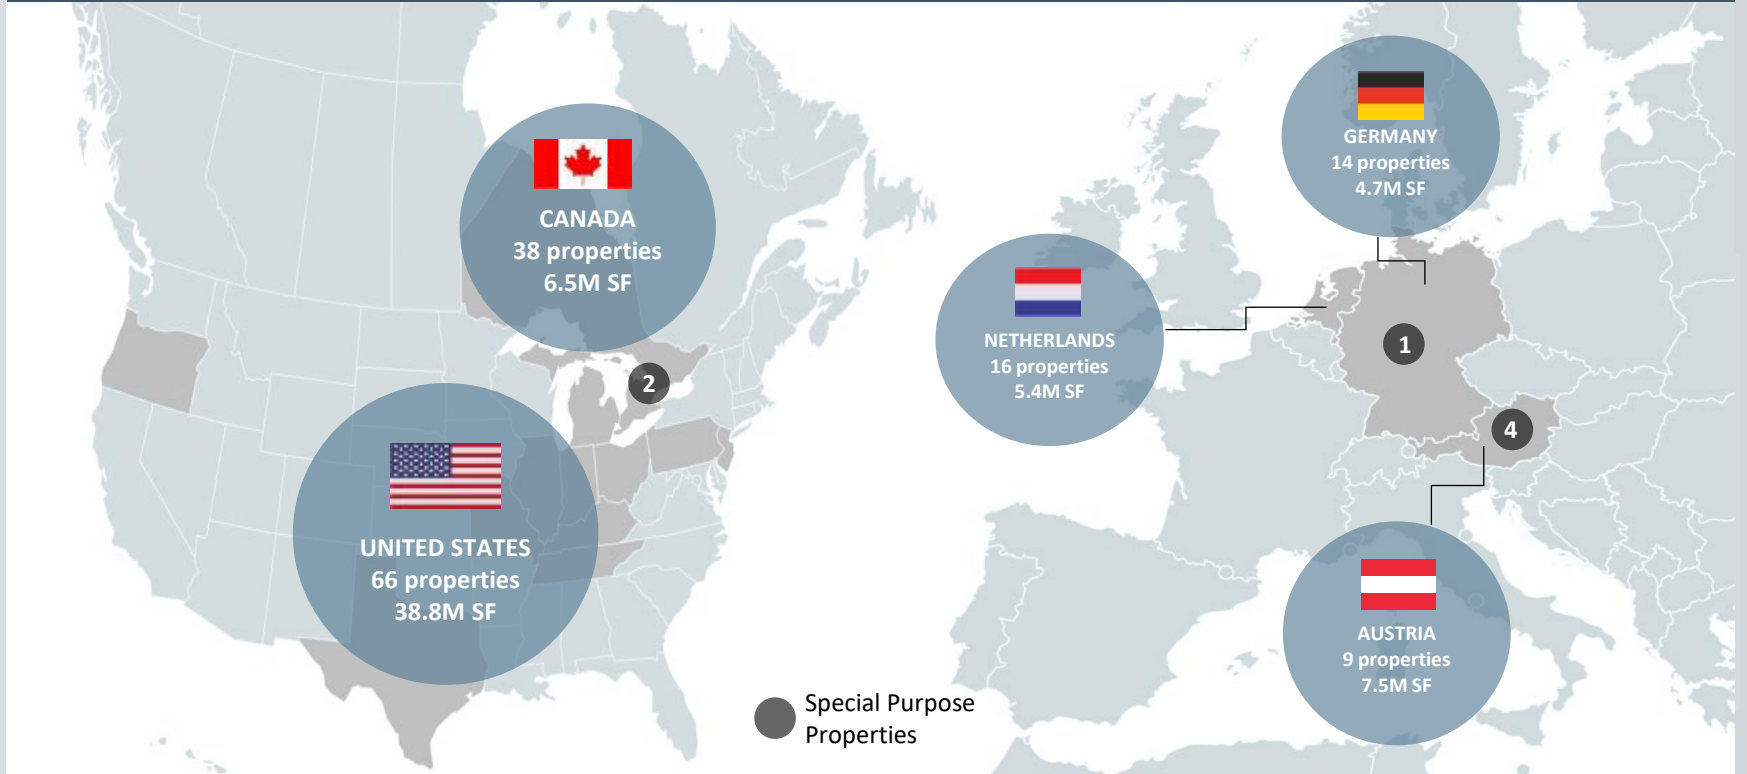 CANADA
38 properties
6.5M SF
2
UNITED STATES
66 properties
38.8M SF
GERMANY
14 properties
4.7M SF
NETHERLANDS
16 properties
5.4M SF
1
4
AUSTRIA
9 properties
7.5M SF
Special Purpose
Properties